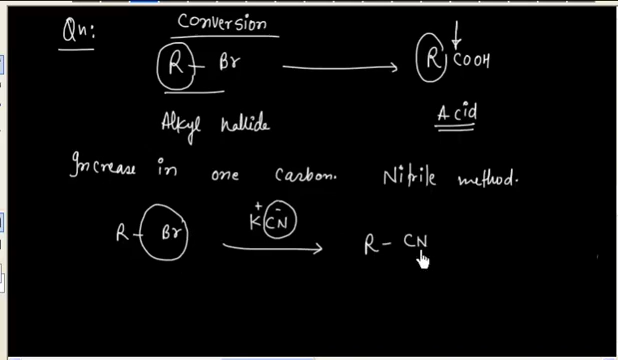 Qn: Conversion
R - Br ⟶ R COOH
Alkyl halide Acid
Increase in one carbon. Nitrile method.
R - Br K⁺CN⁻ ⟶ R - CN